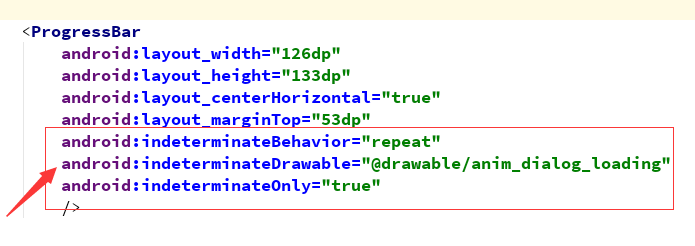 <ProgressBar
android:layout_width="126dp"
android:layout_height="133dp"
android:layout_centerHorizontal="true"
android:layout_marginTop="53dp"
android:indeterminateBehavior="repeat"
android:indeterminateDrawable="@drawable/anim_dialog_loading"
android:indeterminateOnly="true"
/>